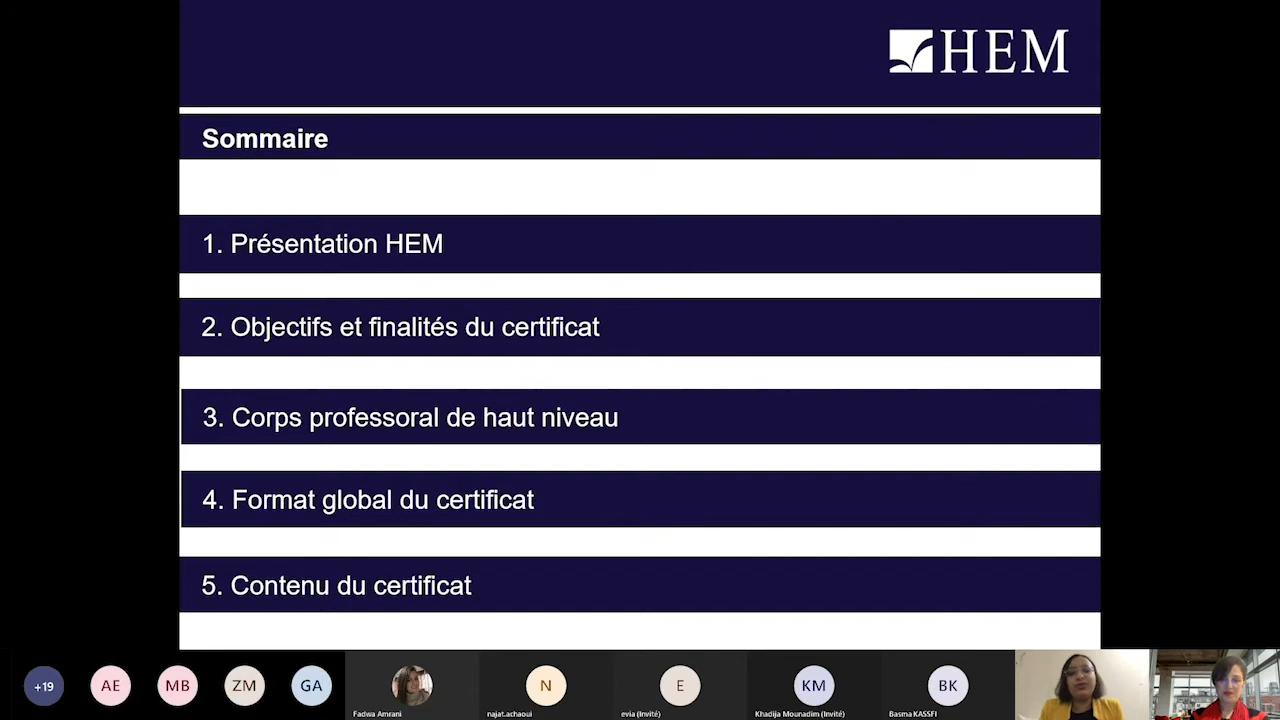 HEM
Sommaire
1. Présentation HEM
2. Objectifs et finalités du certificat
3. Corps professoral de haut niveau
4. Format global du certificat
5. Contenu du certificat
+19
AE
MB
ZM
GA
Fadwa Amrani
N
najat.achaoui
E
evia (Invité)
KM
Khadija Mounadim (Invité)
BK
Basma KASSFI